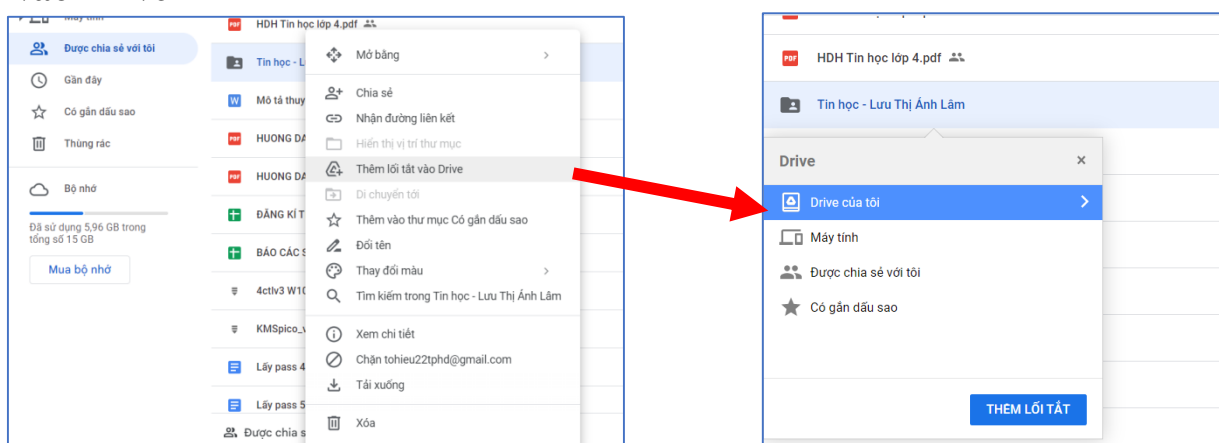 Máy tính
Được chia sẻ với tôi
Gần đây
Có gắn dấu sao
Thùng rác
Bộ nhớ
Đã sử dụng 5,96 GB trong
tổng số 15 GB
Mua bộ nhớ
HDH Tin học lớp 4.pdf
Tin học - L
Mô tả thuy
HUONG DA
HUONG DA
ĐĂNG KÍ T
BÁO CÁC S
4ctlv3 W10
KMSpico_v
Lấy pass 4
Lấy pass 5
Được chia s
Mở bằng
Chia sẻ
Nhận đường liên kết
Hiển thị vị trí thư mục
Thêm lối tắt vào Drive
Di chuyển tới
Thêm vào thư mục Có gắn dấu sao
Đổi tên
Thay đổi màu
Tìm kiếm trong Tin học - Lưu Thị Ánh Lâm
Xem chi tiết
Chặn tohieu22tphd@gmail.com
Tải xuống
Xóa
PDF HDH Tin học lớp 4.pdf
Tin học - Lưu Thị Ánh Lâm
Drive
Drive của tôi
Máy tính
Được chia sẻ với tôi
Có gắn dấu sao
THÊM LỐI TẮT